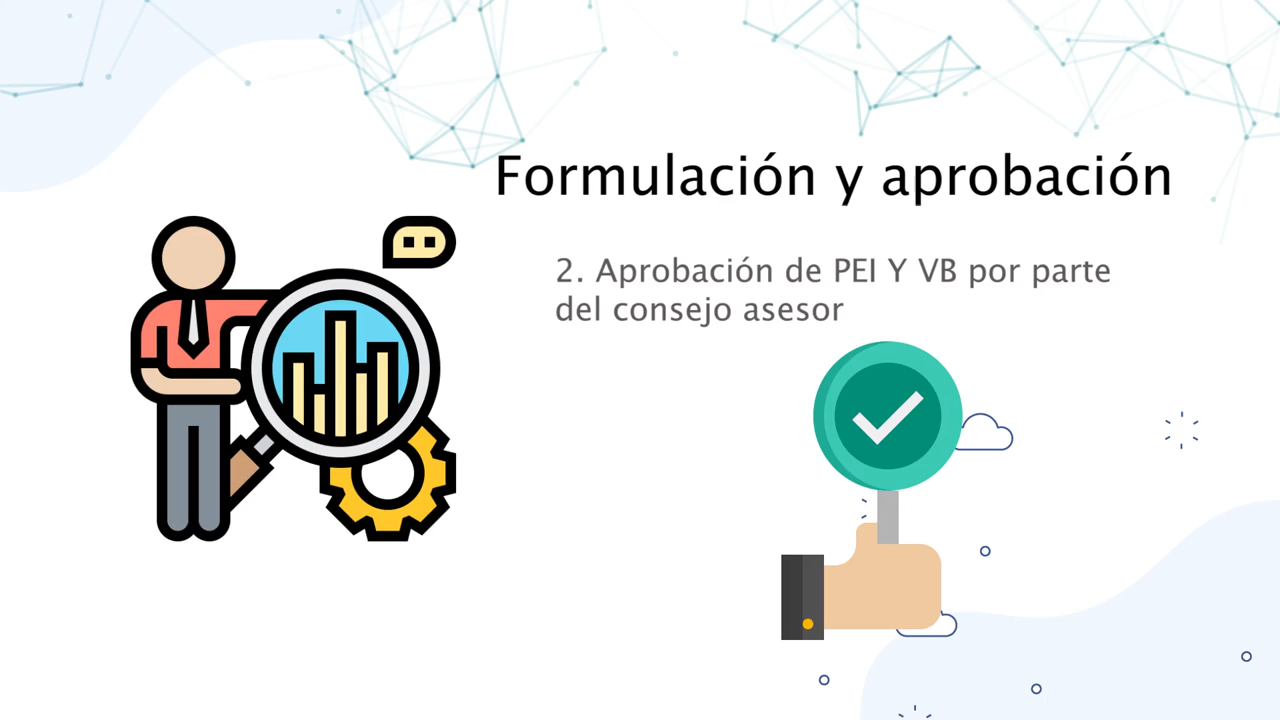 Formulación y aprobación
2. Aprobación de PEI Y VB por parte
del consejo asesor